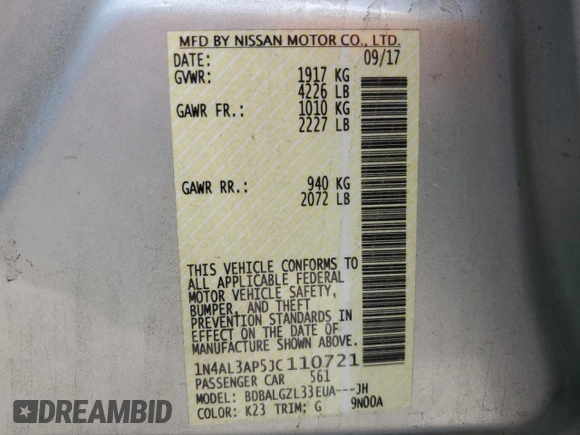 MFD BY NISSAN MOTOR CO., LTD.
DATE: 09/17
GVWR: 1917 KG
4226 LB
GAWR FR.: 1010 KG
2227 LB
GAWR RR.: 940 KG
2072 LB
THIS VEHICLE CONFORMS TO
ALL APPLICABLE FEDERAL
MOTOR VEHICLE SAFETY,
BUMPER, AND THEFT
PREVENTION STANDARDS IN
EFFECT ON THE DATE OF
MANUFACTURE SHOWN ABOVE.
1N4AL3AP5JC110721
PASSENGER CAR 561
MODEL: BDBALGZL33EUA---JH
COLOR: K23 TRIM: G 9N00A
BIDCARS
BIDCARS